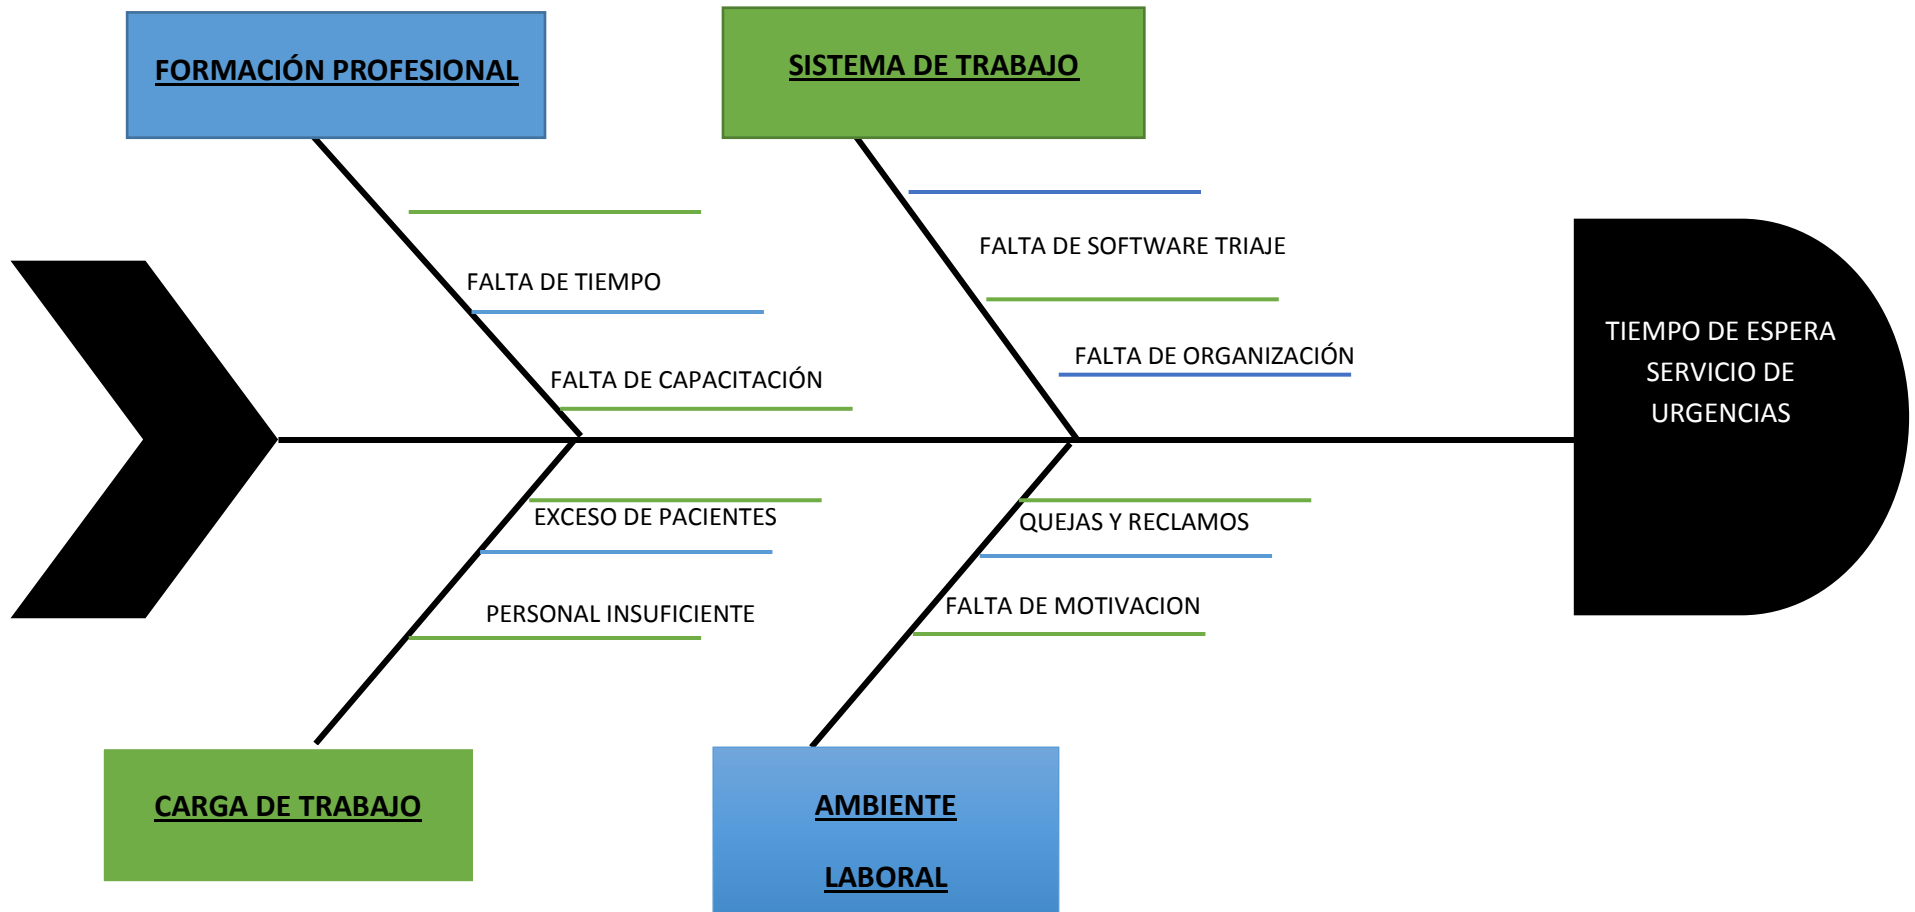 FORMACIÓN PROFESIONAL
SISTEMA DE TRABAJO
FALTA DE SOFTWARE TRIAJE
FALTA DE TIEMPO
FALTA DE ORGANIZACIÓN
FALTA DE CAPACITACIÓN
TIEMPO DE ESPERA
SERVICIO DE
URGENCIAS
EXCESO DE PACIENTES
QUEJAS Y RECLAMOS
PERSONAL INSUFICIENTE
FALTA DE MOTIVACION
CARGA DE TRABAJO
AMBIENTE
LABORAL